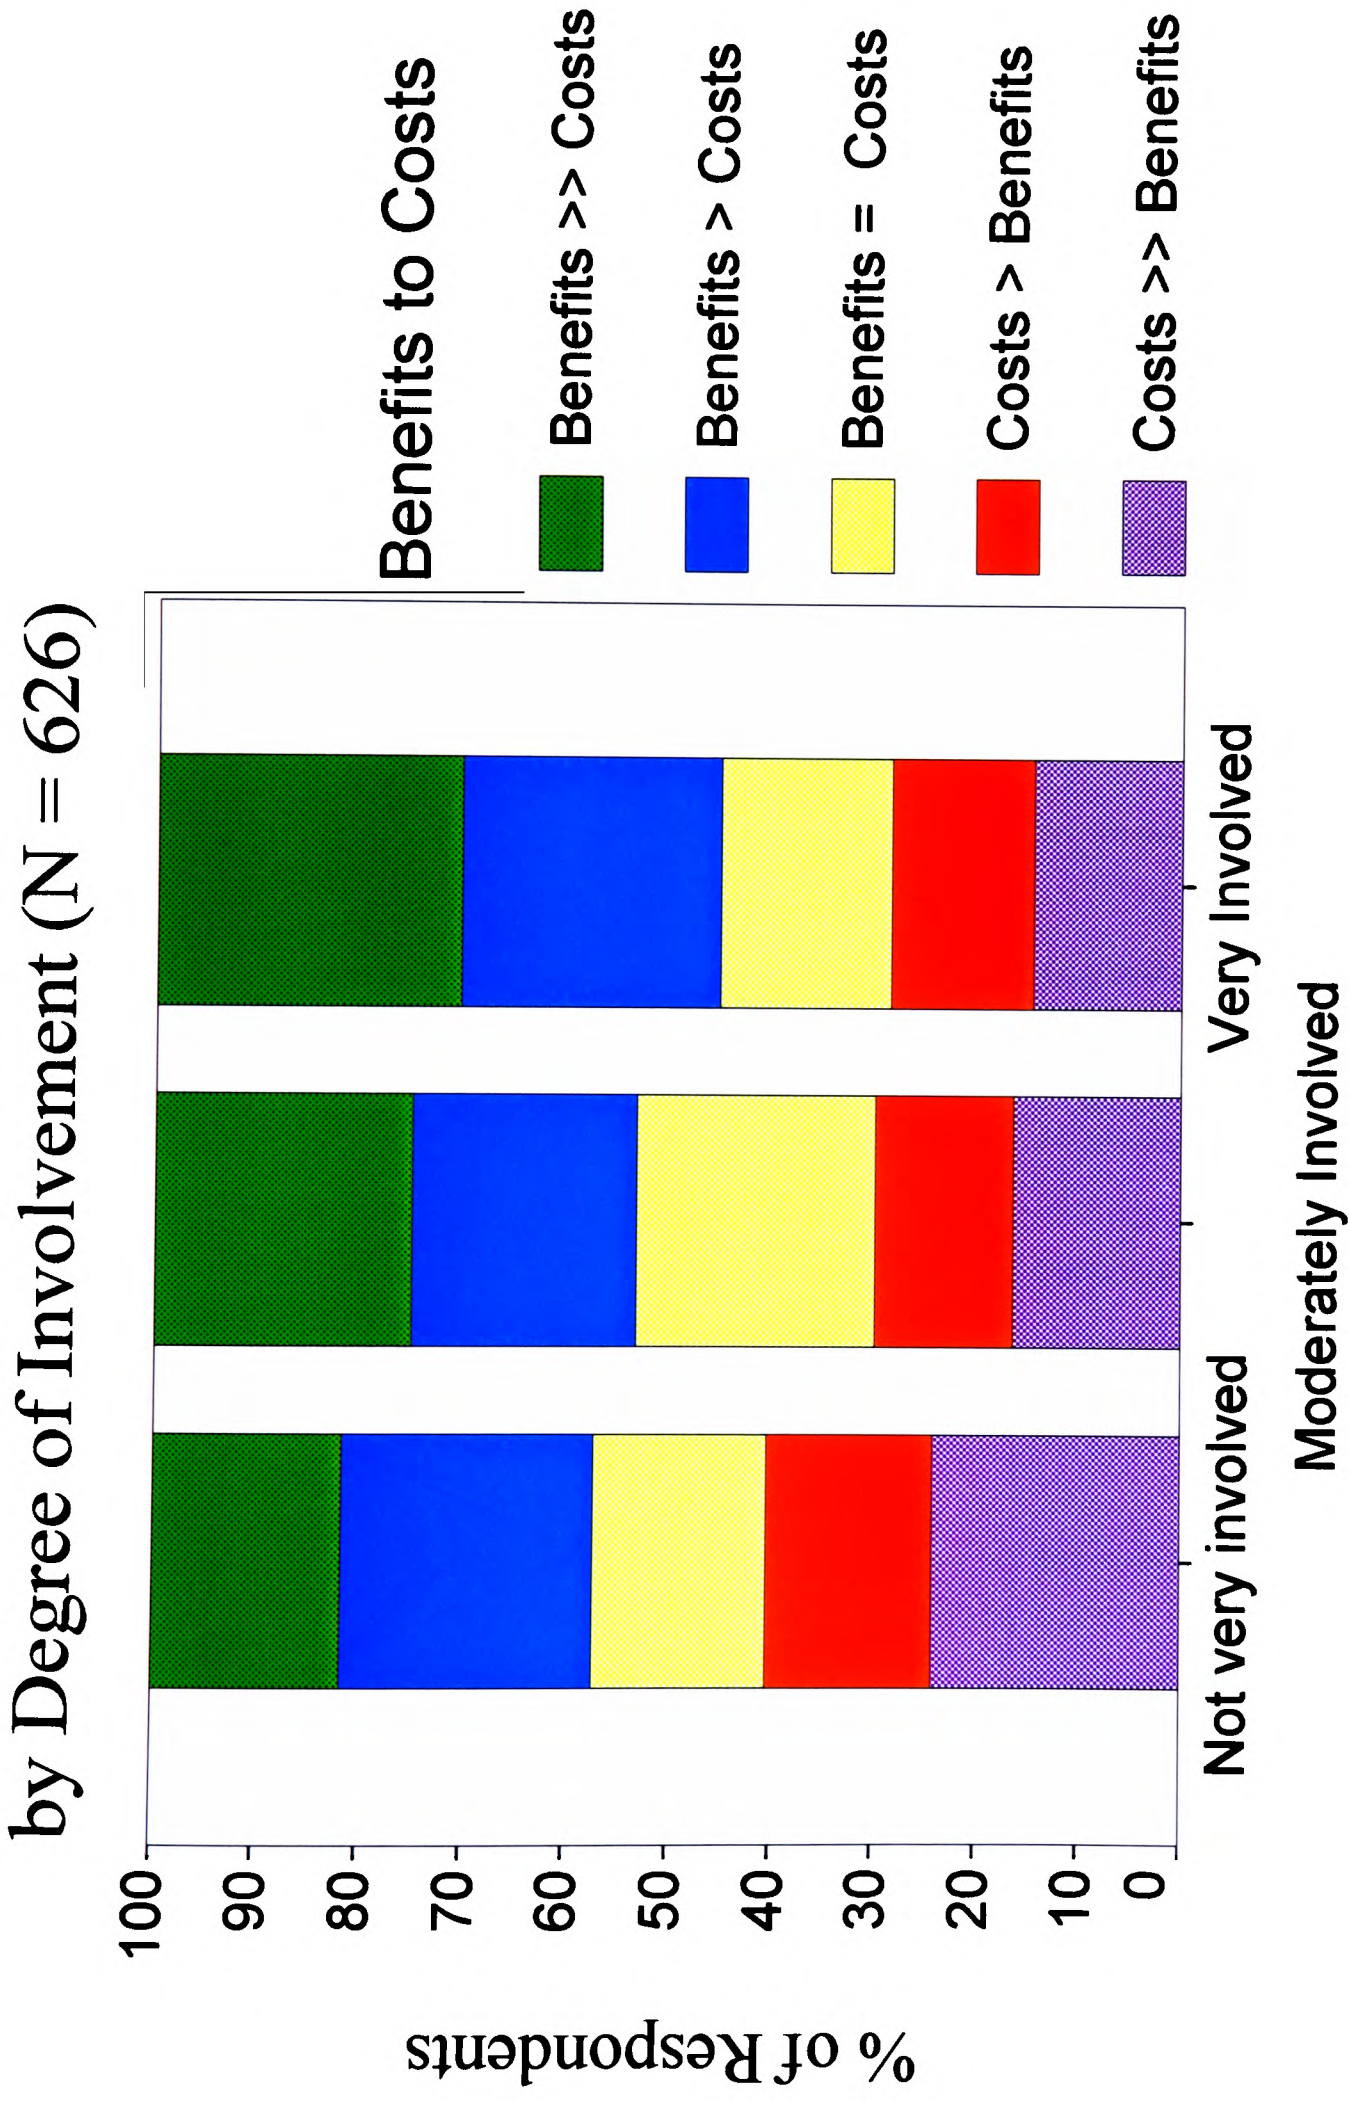 by Degree of Involvement (N = 626)
% of Respondents
100
90
80
70
60
50
40
30
20
10
0
Not very involved
Moderately Involved
Very Involved
Benefits to Costs
Benefits >> Costs
Benefits > Costs
Benefits = Costs
Costs > Benefits
Costs >> Benefits